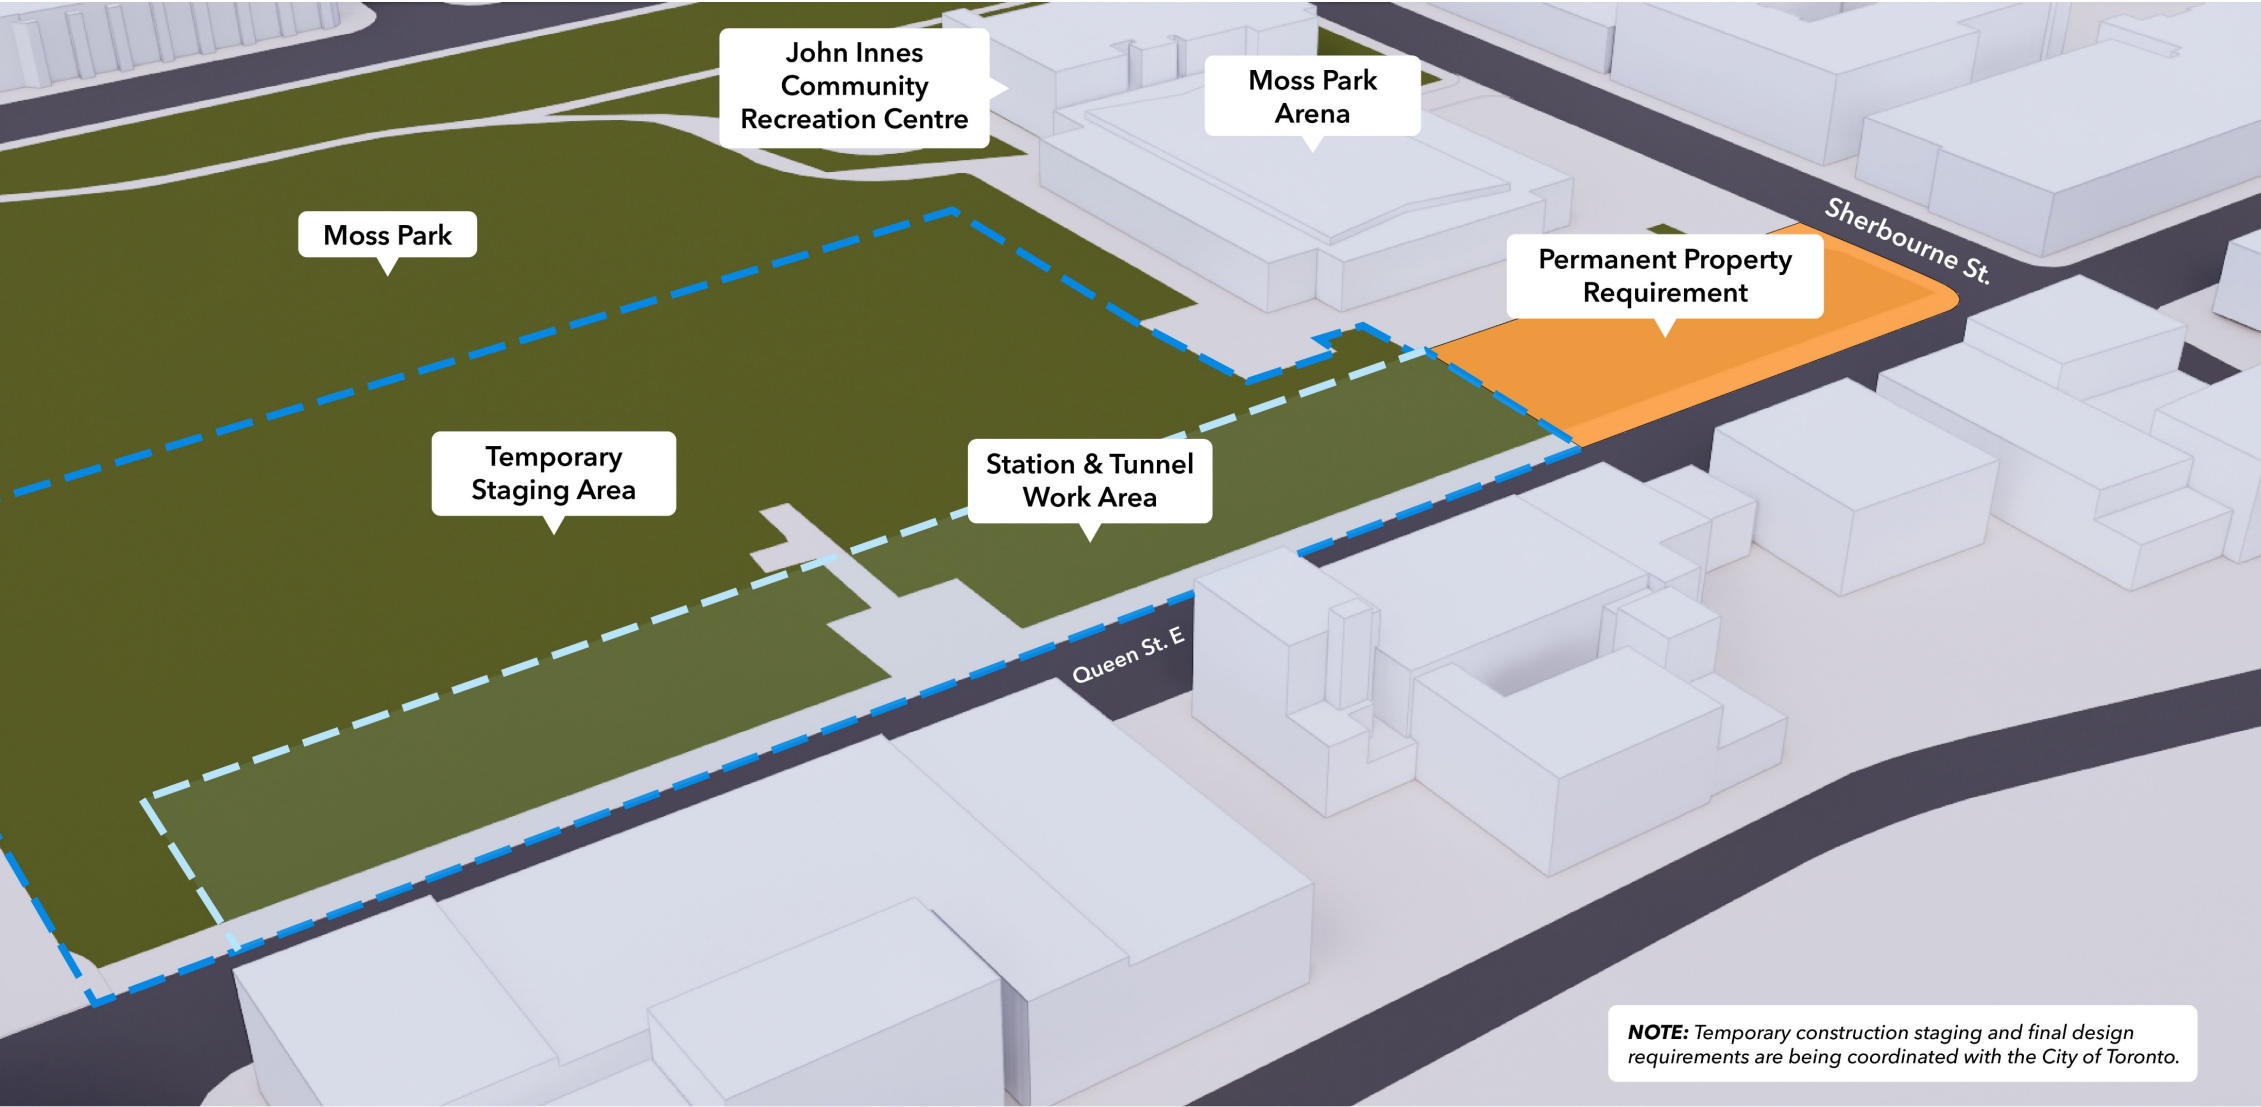 John Innes
Community
Recreation Centre
Moss Park
Arena
Moss Park
Sherbourne St.
Permanent Property
Requirement
Temporary
Staging Area
Station & Tunnel
Work Area
Queen St. E
NOTE: Temporary construction staging and final design
requirements are being coordinated with the City of Toronto.